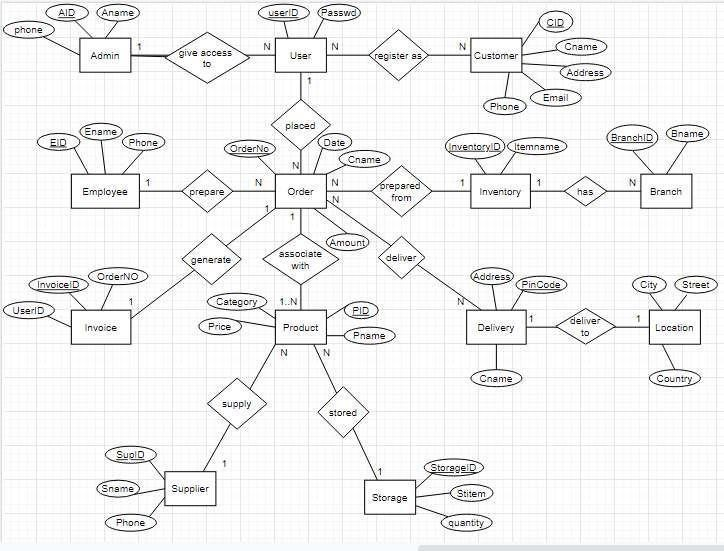 AID
Aname
userID
Passwd
CID
phone
Cname
Admin
1
give access
to
N
User
N
register as
N
Customer
Address
1
Email
Phone
placed
EID
Ename
Phone
OrderNo
N
Date
Cname
InventoryID
Itemname
BranchID
Bname
Employee
1
prepare
N
Order
N
prepared
from
1
Inventory
1
has
N
Branch
N
1
1
Amount
generate
associate
with
deliver
InvoiceID
OrderNO
Address
PinCode
City
Street
UserID
1
Category
1..N
PID
N
Invoice
Price
Product
Pname
Delivery
1
deliver
to
1
Location
N
N
Cname
Country
supply
stored
SupID
1
1
StorageID
Sname
Supplier
Storage
Stitem
Phone
quantity